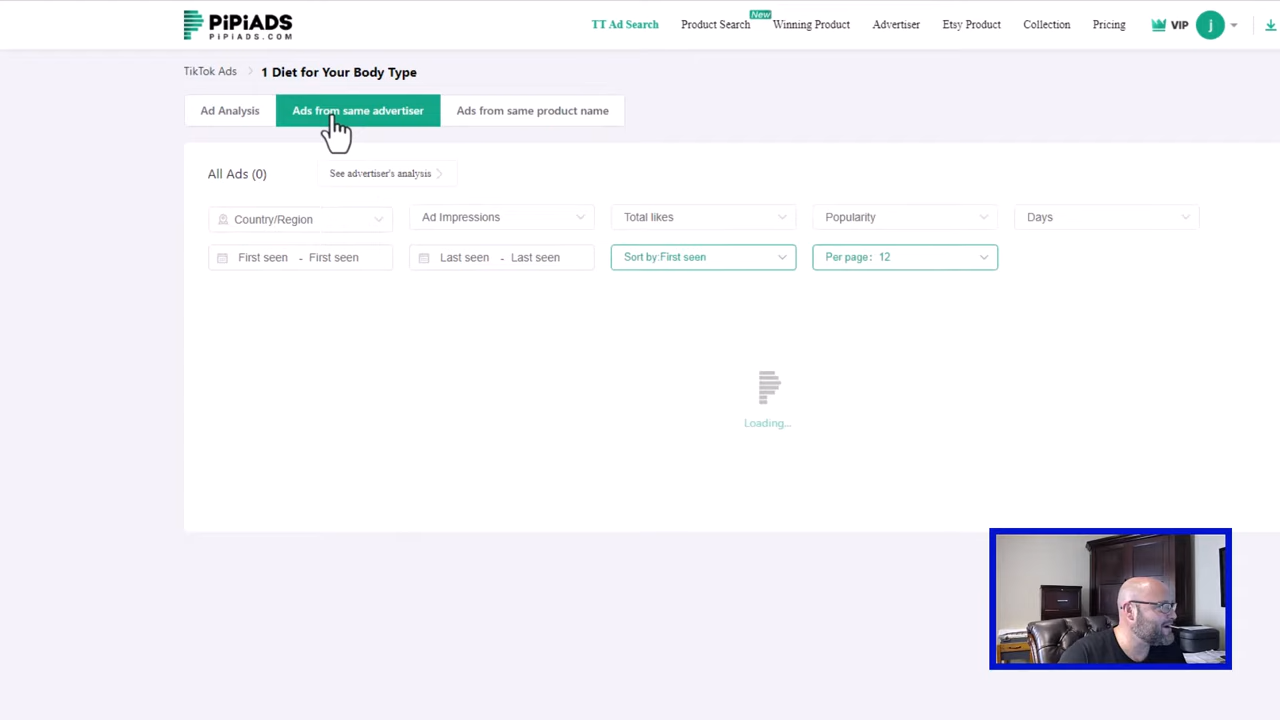 PiPiADS
PIPIADS.COM
TT Ad Search
Product Search
New
Winning Product
Advertiser
Etsy Product
Collection
Pricing
VIP
j
TikTok Ads
1 Diet for Your Body Type
Ad Analysis
Ads from same advertiser
Ads from same product name
All Ads (0)
See advertiser's analysis
Country/Region
Ad Impressions
Total likes
Popularity
Days
First seen - First seen
Last seen - Last seen
Sort by:First seen
Per page: 12
Loading...